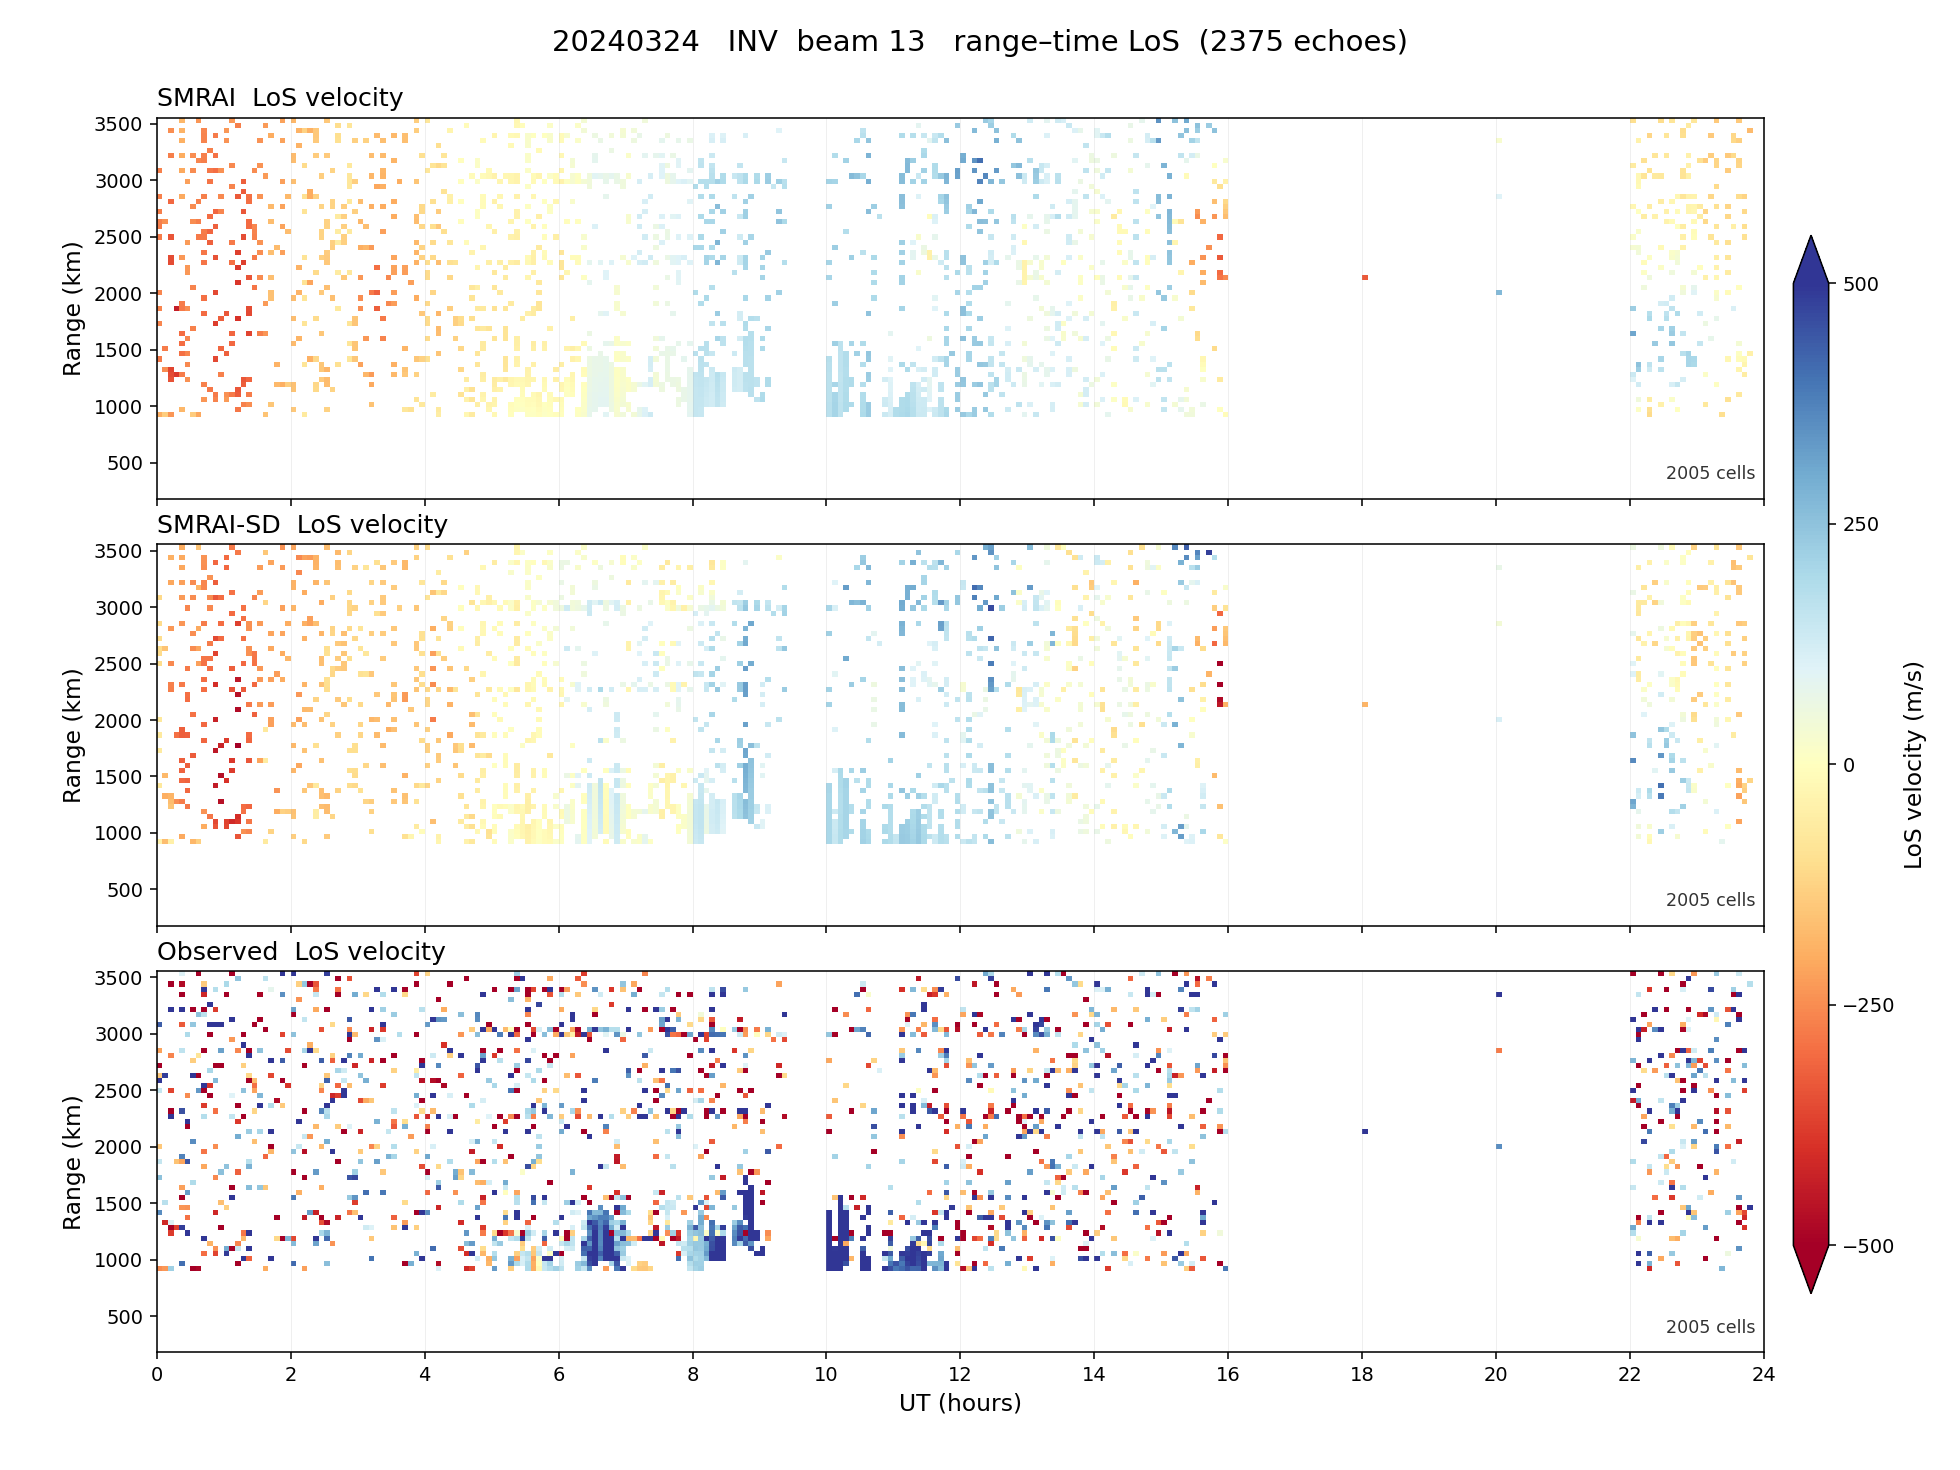 20240324   INV  beam 13   range–time LoS  (2375 echoes)
SMRAI  LoS velocity
3500
3000
2500
2000
1500
1000
500
Range (km)
2005 cells
SMRAI-SD  LoS velocity
3500
3000
2500
2000
1500
1000
500
Range (km)
2005 cells
Observed  LoS velocity
3500
3000
2500
2000
1500
1000
500
Range (km)
2005 cells
0 2 4 6 8 10 12 14 16 18 20 22 24
UT (hours)
500
250
0
−250
−500
LoS velocity (m/s)